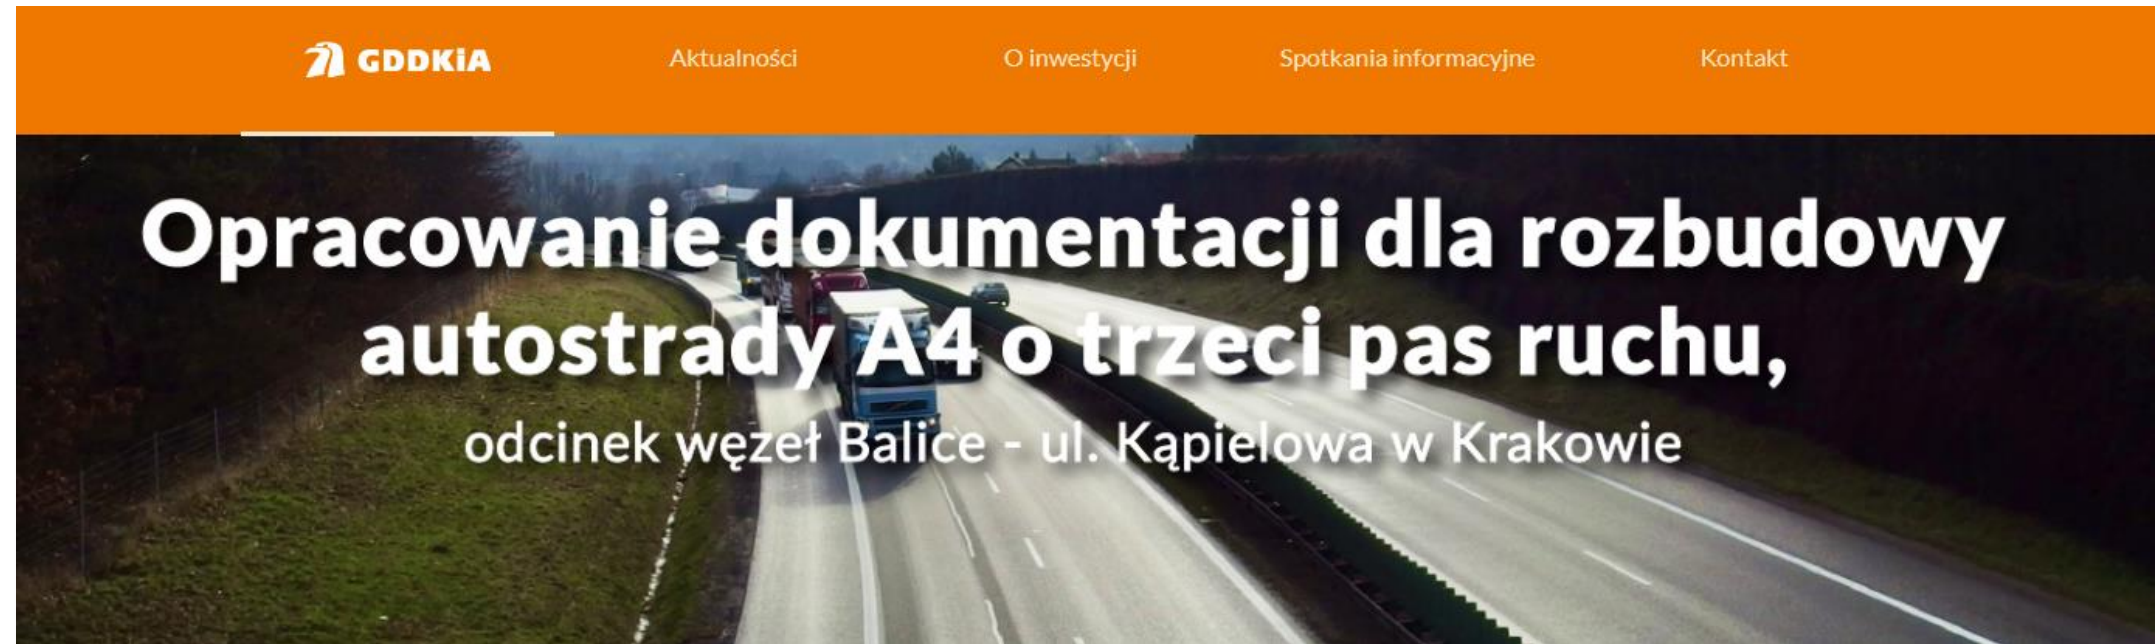 GDDKiA
Aktualności
O inwestycji
Spotkania informacyjne
Kontakt
Opracowanie dokumentacji dla rozbudowy
autostrady A4 o trzeci pas ruchu,
odcinek węzeł Balice - ul. Kąpielowa w Krakowie